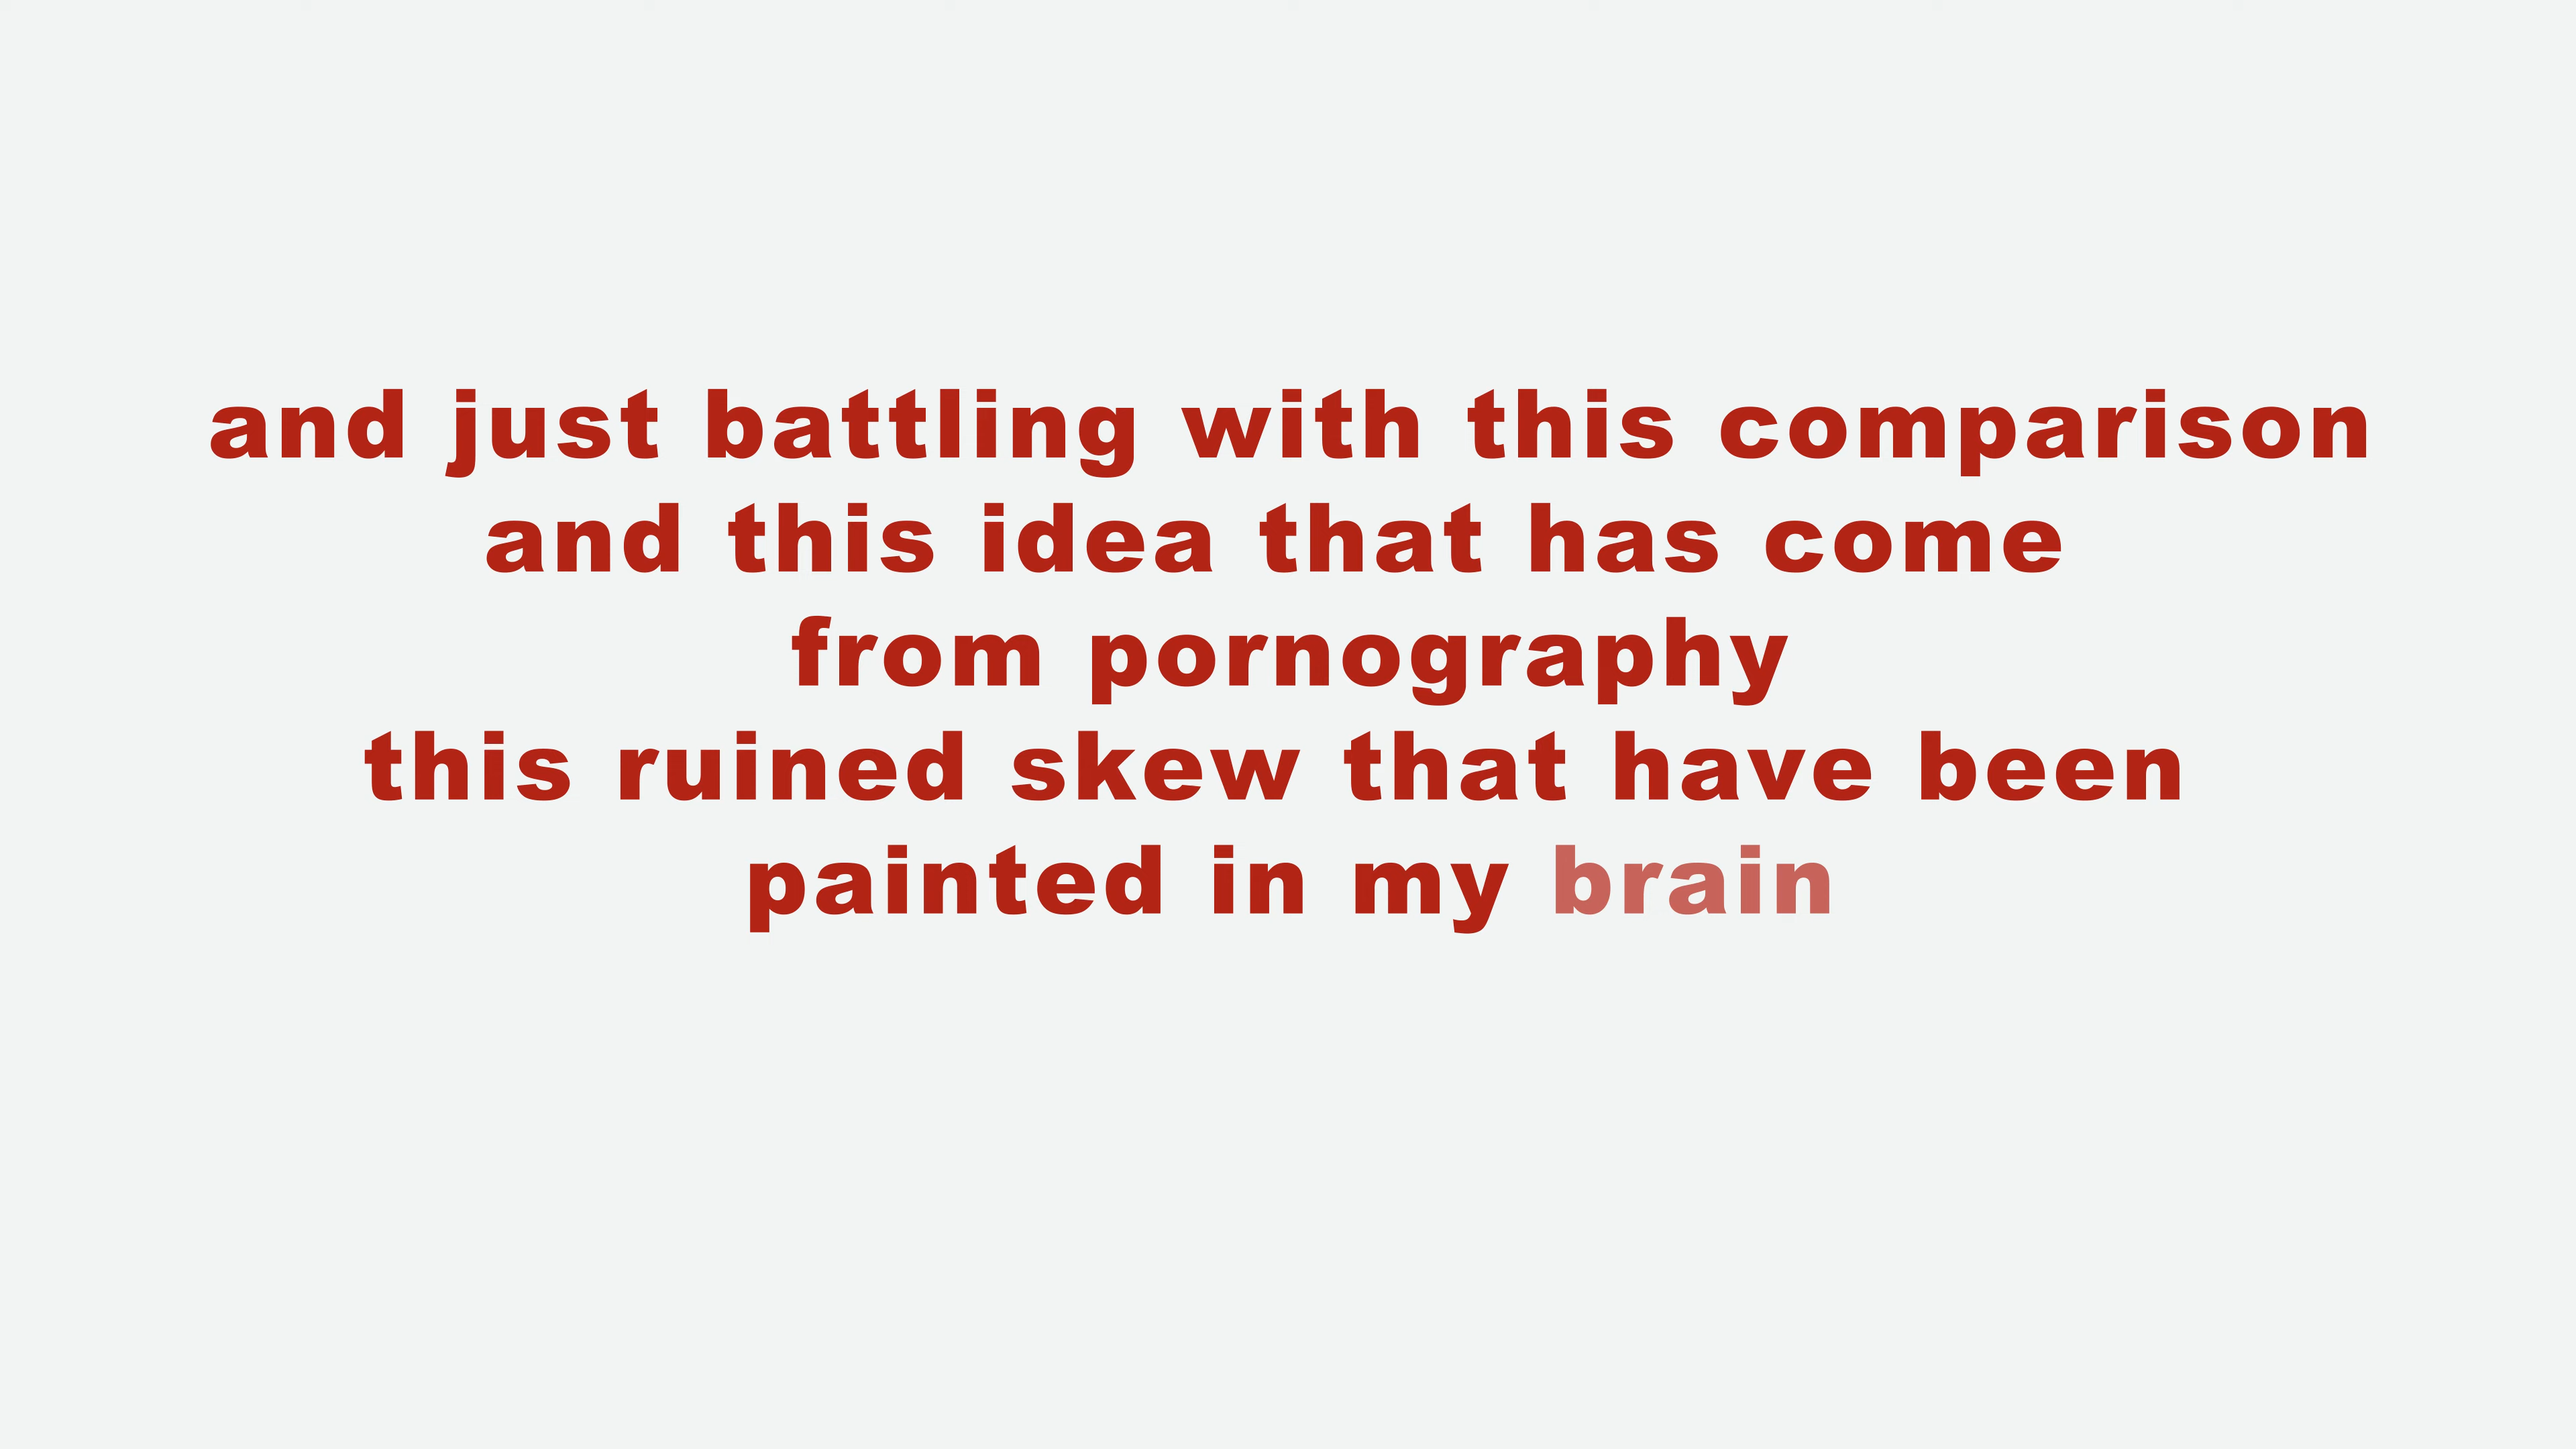 and just battling with this comparison
and this idea that has come
from pornography
this ruined skew that have been
painted in my brain